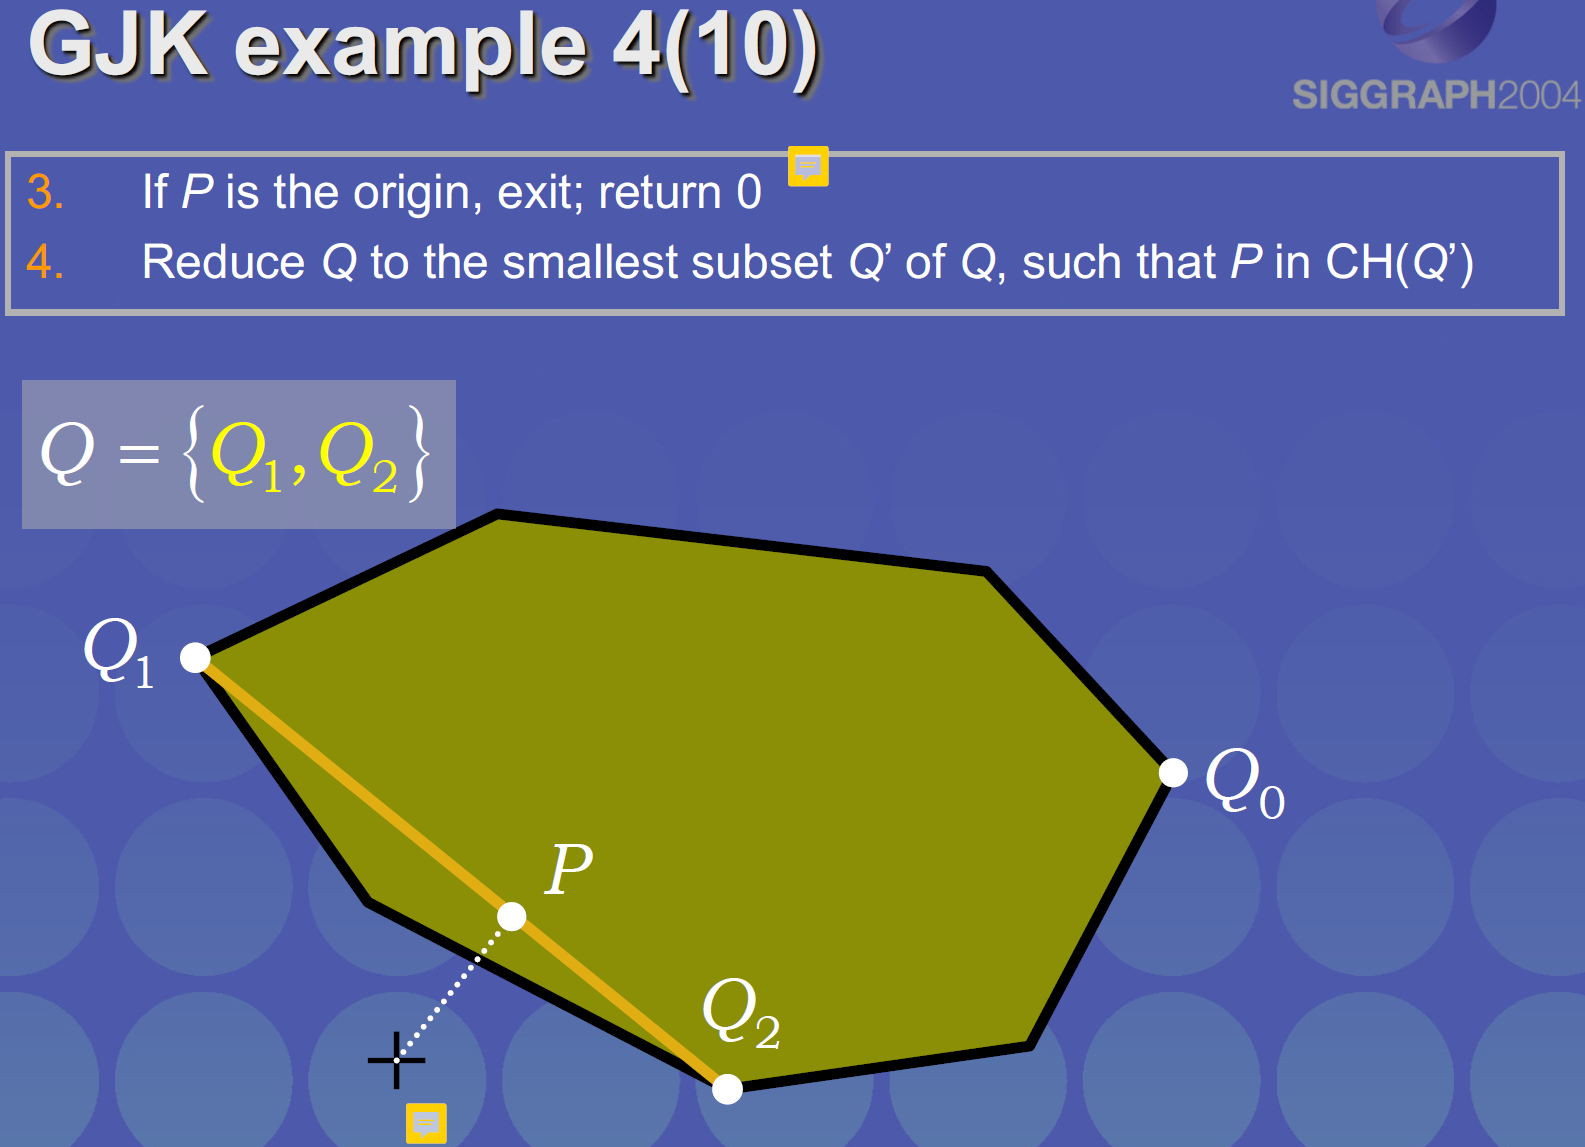 GJK example 4(10)
SIGGRAPH2004
3. If P is the origin, exit; return 0
4. Reduce Q to the smallest subset Q’ of Q, such that P in CH(Q’)
Q = {Q₁, Q₂}
Q₁
Q₀
P
Q₂